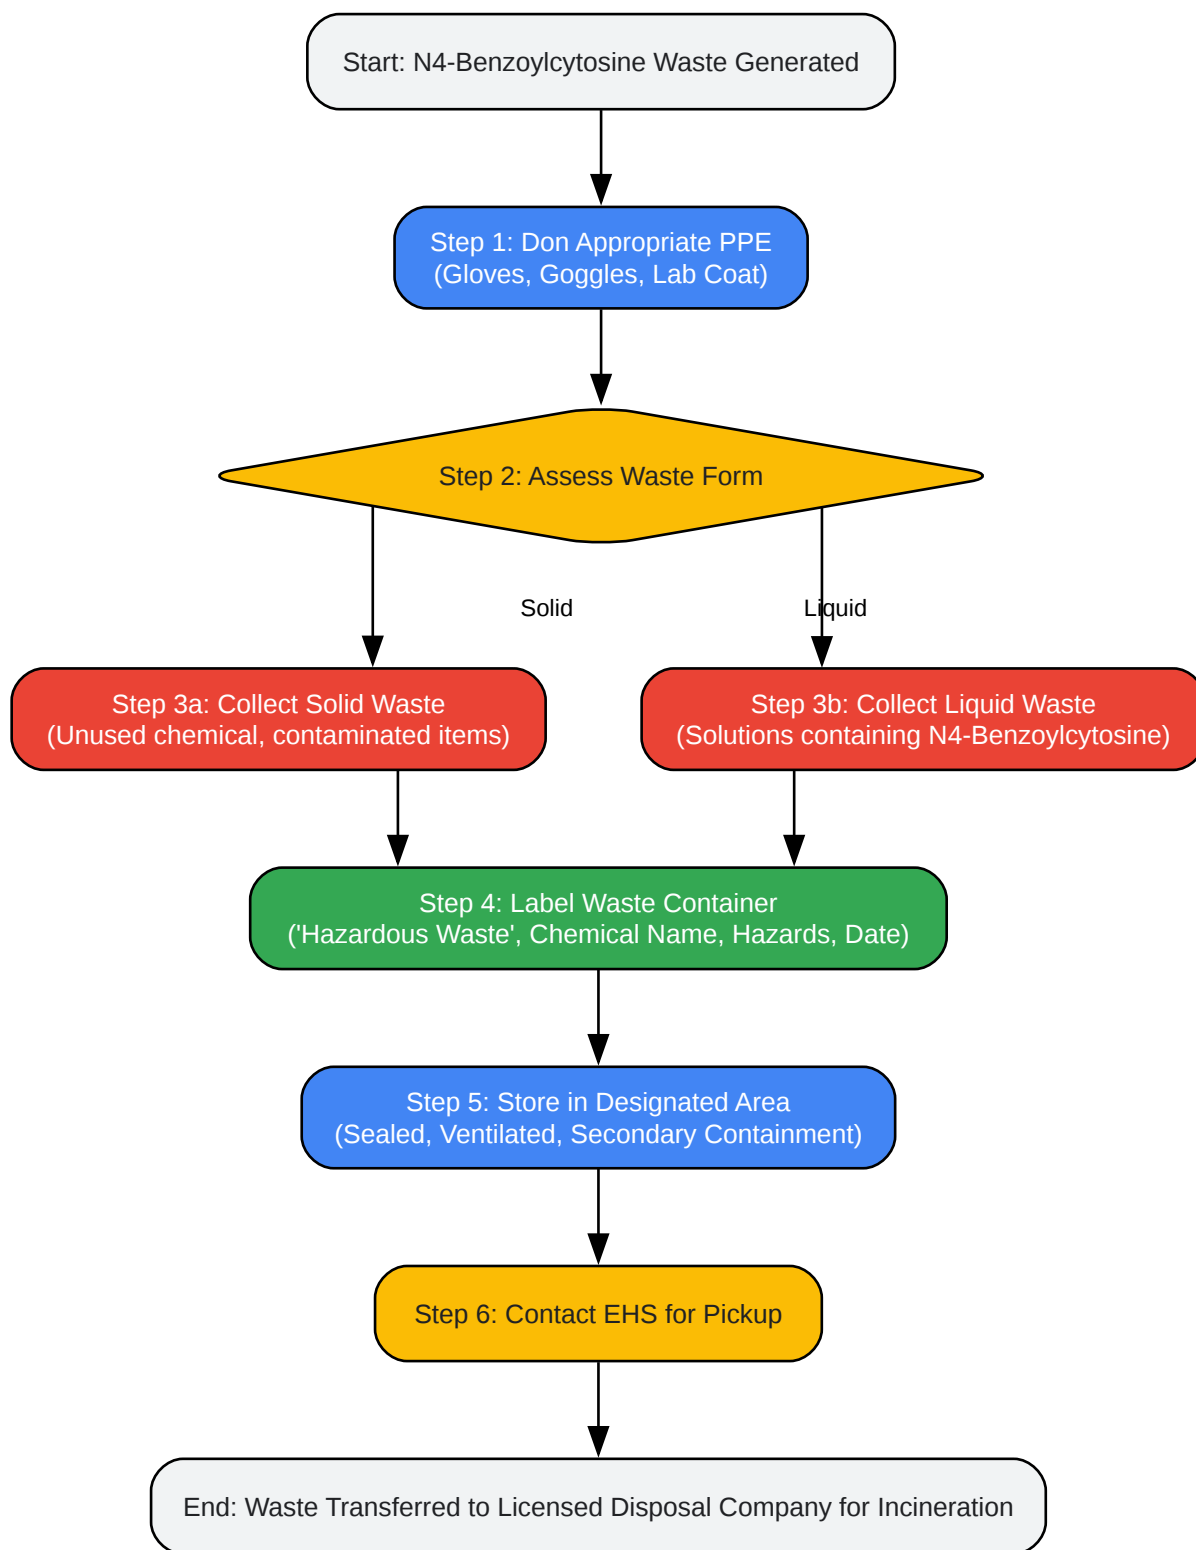 Start: N4-Benzoylcytosine Waste Generated
Step 1: Don Appropriate PPE
(Gloves, Goggles, Lab Coat)
Step 2: Assess Waste Form
Solid
Liquid
Step 3a: Collect Solid Waste
(Unused chemical, contaminated items)
Step 3b: Collect Liquid Waste
(Solutions containing N4-Benzoylcytosine)
Step 4: Label Waste Container
('Hazardous Waste', Chemical Name, Hazards, Date)
Step 5: Store in Designated Area
(Sealed, Ventilated, Secondary Containment)
Step 6: Contact EHS for Pickup
End: Waste Transferred to Licensed Disposal Company for Incineration